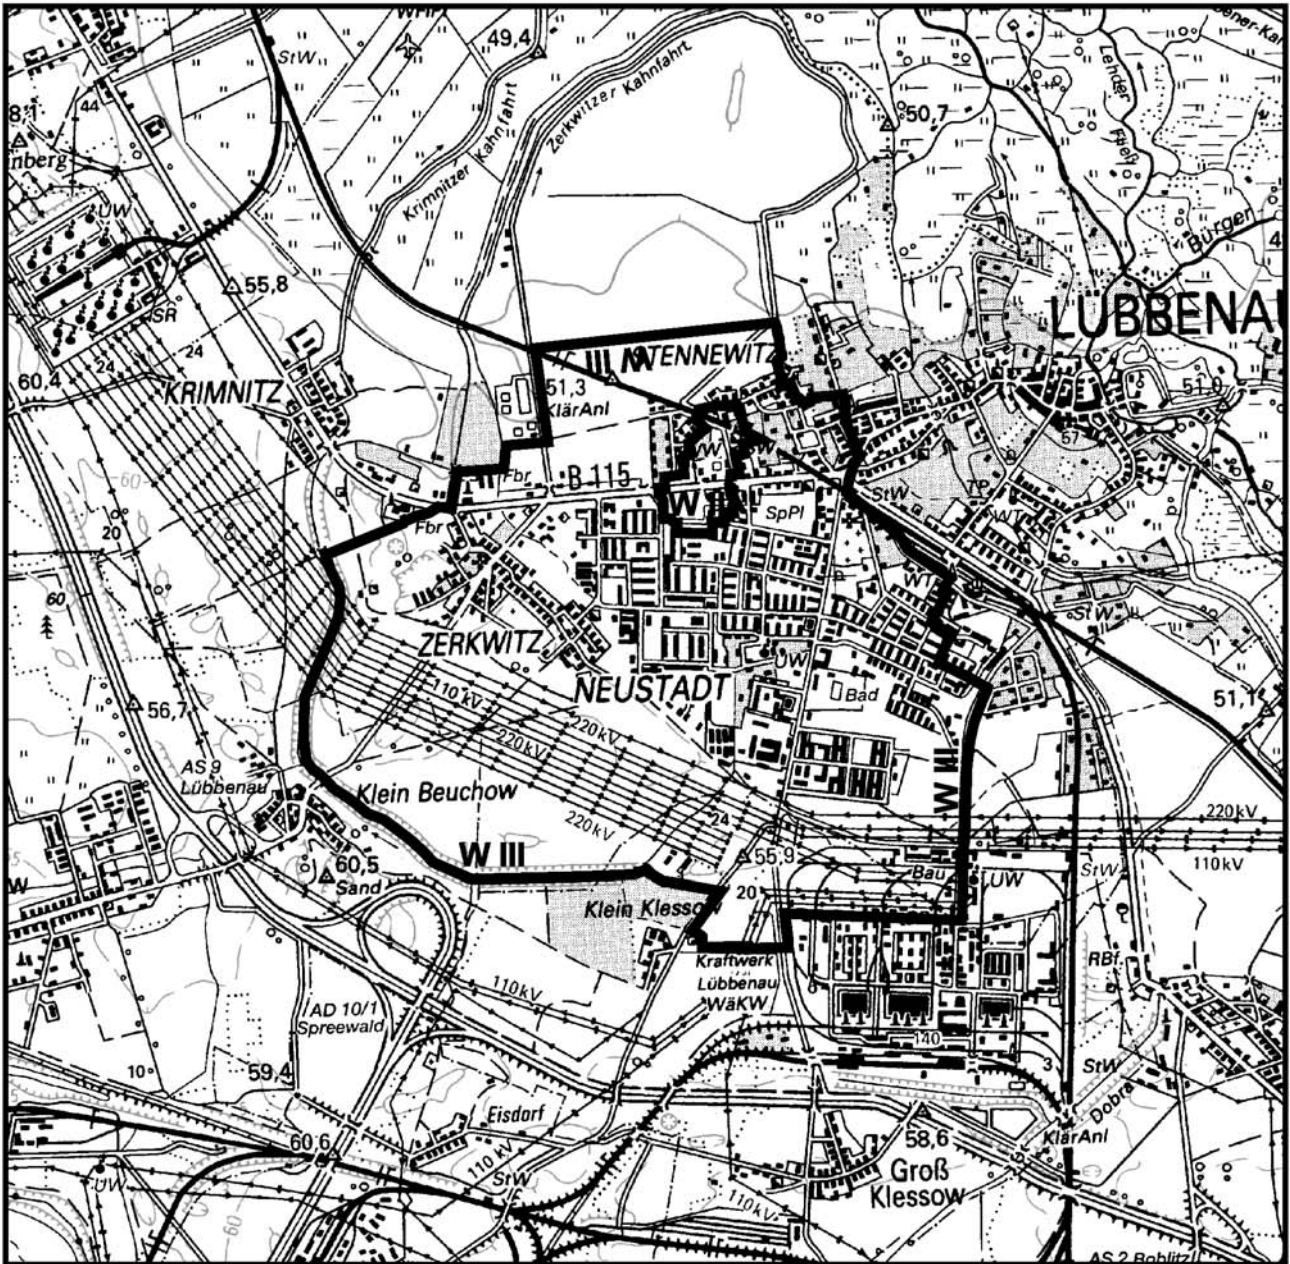 StW
49,4
Zerkwitzer Kahnfahrt
Krimnitzer Kahnfahrt
50,7
Lehder Fließ
Bürger
44
8,1
nberg
UW
SR
55,8
24
24
60,4
KRIMNITZ
LÜBBENAU
III
STENNEWITZ
51,3
KlärAnl
51,0
57
Fbr
B 115
W II
SpPl
StW
TP
WT
Fbr
60
20
60
WT
StW
ZERKWITZ
NEUSTADT
UW
Bad
51,1
110 kV
220 kV
220 kV
56,7
AS 9
Lübbenau
Klein Beuchow
220 kV
24
W III
220 kV
110 kV
W III
55,9
Bau
UW
StW
60,5
Sand
20
Klein Klessow
Kraftwerk
Lübbenau
WäKW
RBf
110 kV
AD 10/1
Spreewald
140
3
StW
10
59,4
Eisdorf
58,6
KlärAnl
Dobra
60,6
110 kV
StW
Groß
Klessow
UW
60
110 kV
AS 2 Boblitz